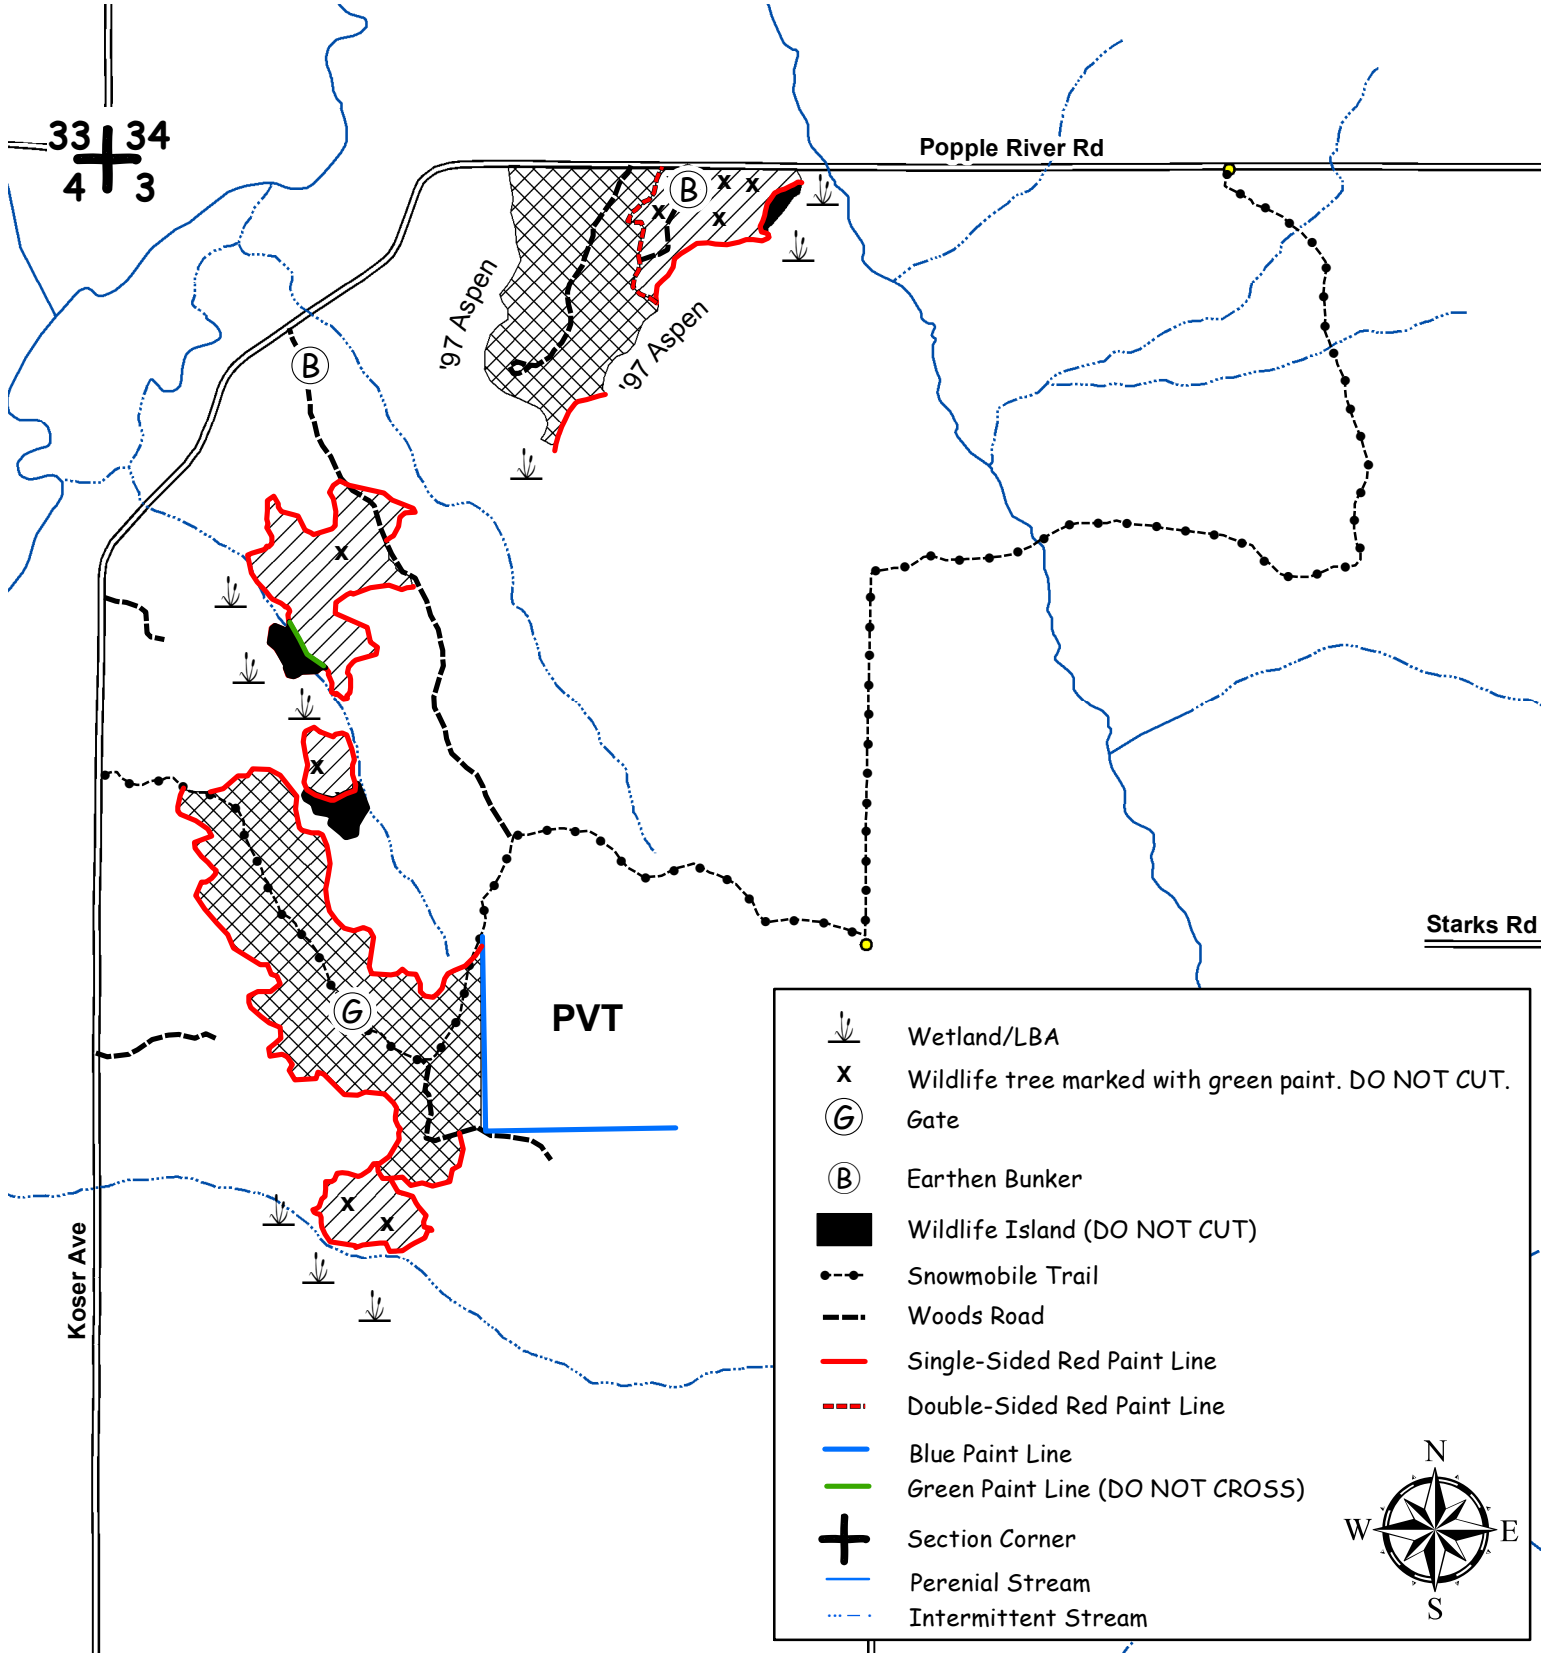 33 34
4 3
Popple River Rd
B
B
'97 Aspen
'97 Aspen
Starks Rd
PVT
G
Koser Ave
x
x
x
x
x
x
x
x
Wetland/LBA
x Wildlife tree marked with green paint. DO NOT CUT.
G Gate
B Earthen Bunker
Wildlife Island (DO NOT CUT)
Snowmobile Trail
Woods Road
Single-Sided Red Paint Line
Double-Sided Red Paint Line
Blue Paint Line
Green Paint Line (DO NOT CROSS)
Section Corner
Perenial Stream
Intermittent Stream
N
W E
S